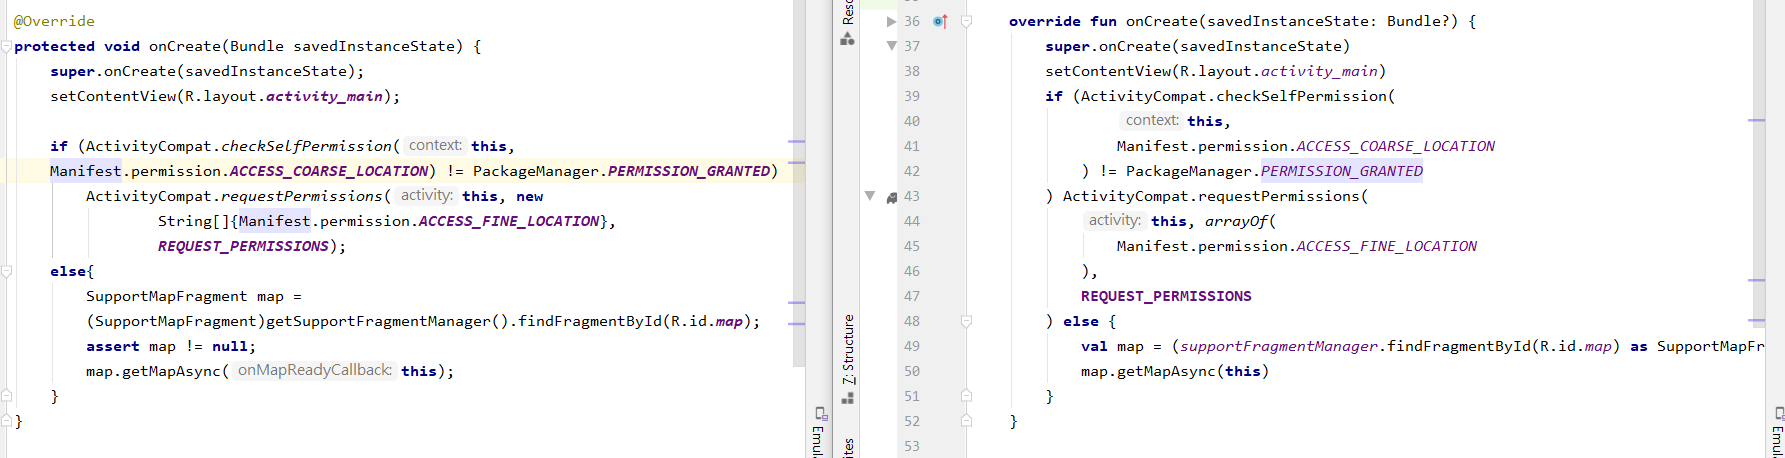 @Override
protected void onCreate(Bundle savedInstanceState) {
super.onCreate(savedInstanceState);
setContentView(R.layout.activity_main);
if (ActivityCompat.checkSelfPermission( context: this,
Manifest.permission.ACCESS_COARSE_LOCATION) != PackageManager.PERMISSION_GRANTED)
ActivityCompat.requestPermissions( activity: this, new
String[]{Manifest.permission.ACCESS_FINE_LOCATION},
REQUEST_PERMISSIONS);
else{
SupportMapFragment map =
(SupportMapFragment)getSupportFragmentManager().findFragmentById(R.id.map);
assert map != null;
map.getMapAsync( onMapReadyCallback: this);
}
}
Emula
Reso
7: Structure
ites
36 override fun onCreate(savedInstanceState: Bundle?) {
37 super.onCreate(savedInstanceState)
38 setContentView(R.layout.activity_main)
39 if (ActivityCompat.checkSelfPermission(
40 context: this,
41 Manifest.permission.ACCESS_COARSE_LOCATION
42 ) != PackageManager.PERMISSION_GRANTED
43 ) ActivityCompat.requestPermissions(
44 activity: this, arrayOf(
45 Manifest.permission.ACCESS_FINE_LOCATION
46 ),
47 REQUEST_PERMISSIONS
48 ) else {
49 val map = (supportFragmentManager.findFragmentById(R.id.map) as SupportMapFr
50 map.getMapAsync(this)
51 }
52 }
53
Emula